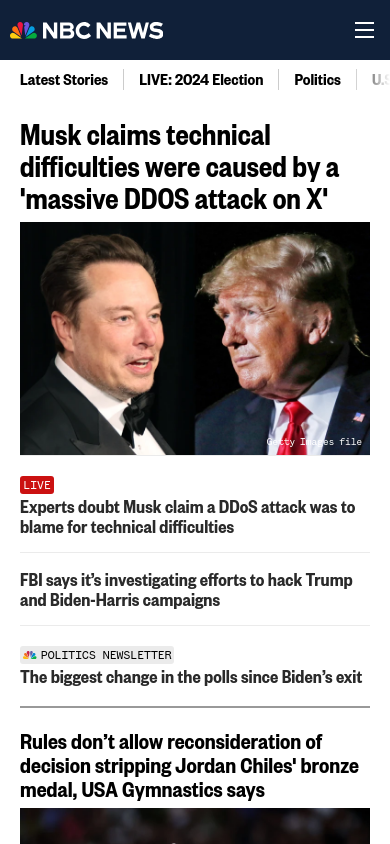 NBC NEWS
Latest Stories
LIVE: 2024 Election
Politics
Musk claims technical
difficulties were caused by a
'massive DDOS attack on X'
Getty Images file
LIVE
Experts doubt Musk claim a DDoS attack was to
blame for technical difficulties
FBI says it’s investigating efforts to hack Trump
and Biden-Harris campaigns
POLITICS NEWSLETTER
The biggest change in the polls since Biden’s exit
Rules don’t allow reconsideration of
decision stripping Jordan Chiles' bronze
medal, USA Gymnastics says